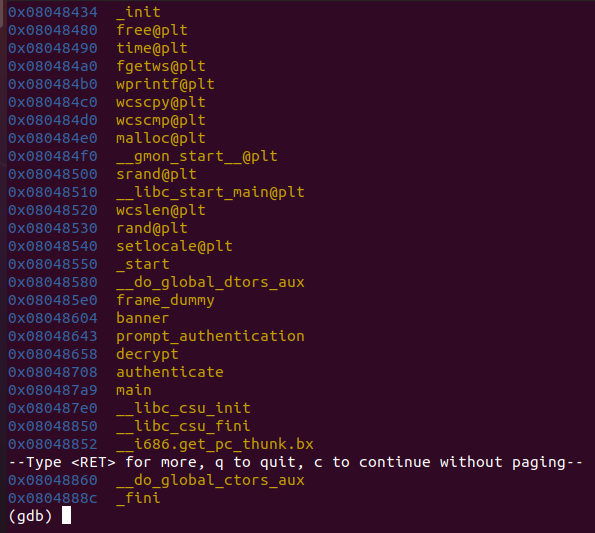 0x08048434  _init
0x08048480  free@plt
0x08048490  time@plt
0x080484a0  fgetws@plt
0x080484b0  wprintf@plt
0x080484c0  wcscpy@plt
0x080484d0  wcscmp@plt
0x080484e0  malloc@plt
0x080484f0  __gmon_start__@plt
0x08048500  srand@plt
0x08048510  __libc_start_main@plt
0x08048520  wcslen@plt
0x08048530  rand@plt
0x08048540  setlocale@plt
0x08048550  _start
0x08048580  __do_global_dtors_aux
0x080485e0  frame_dummy
0x08048604  banner
0x08048643  prompt_authentication
0x08048658  decrypt
0x08048708  authenticate
0x080487a9  main
0x080487e0  __libc_csu_init
0x08048850  __libc_csu_fini
0x08048852  __i686.get_pc_thunk.bx
--Type <RET> for more, q to quit, c to continue without paging--
0x08048860  __do_global_ctors_aux
0x0804888c  _fini
(gdb)